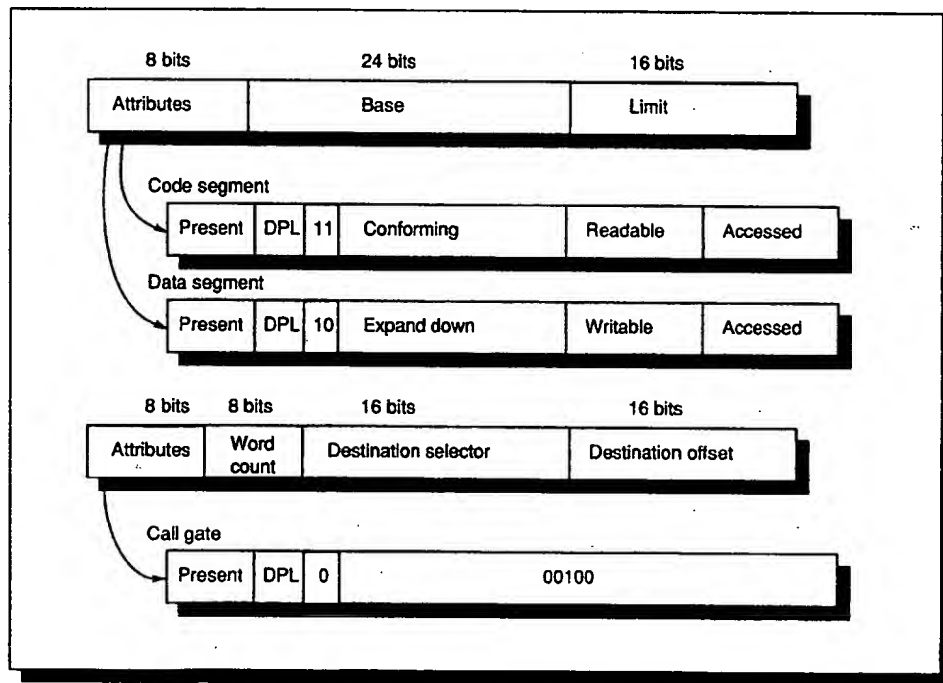 8 bits 24 bits 16 bits
Attributes Base Limit
Code segment
Present DPL 11 Conforming Readable Accessed
Data segment
Present DPL 10 Expand down Writable Accessed
8 bits 8 bits 16 bits 16 bits
Attributes Word count Destination selector Destination offset
Call gate
Present DPL 0 00100